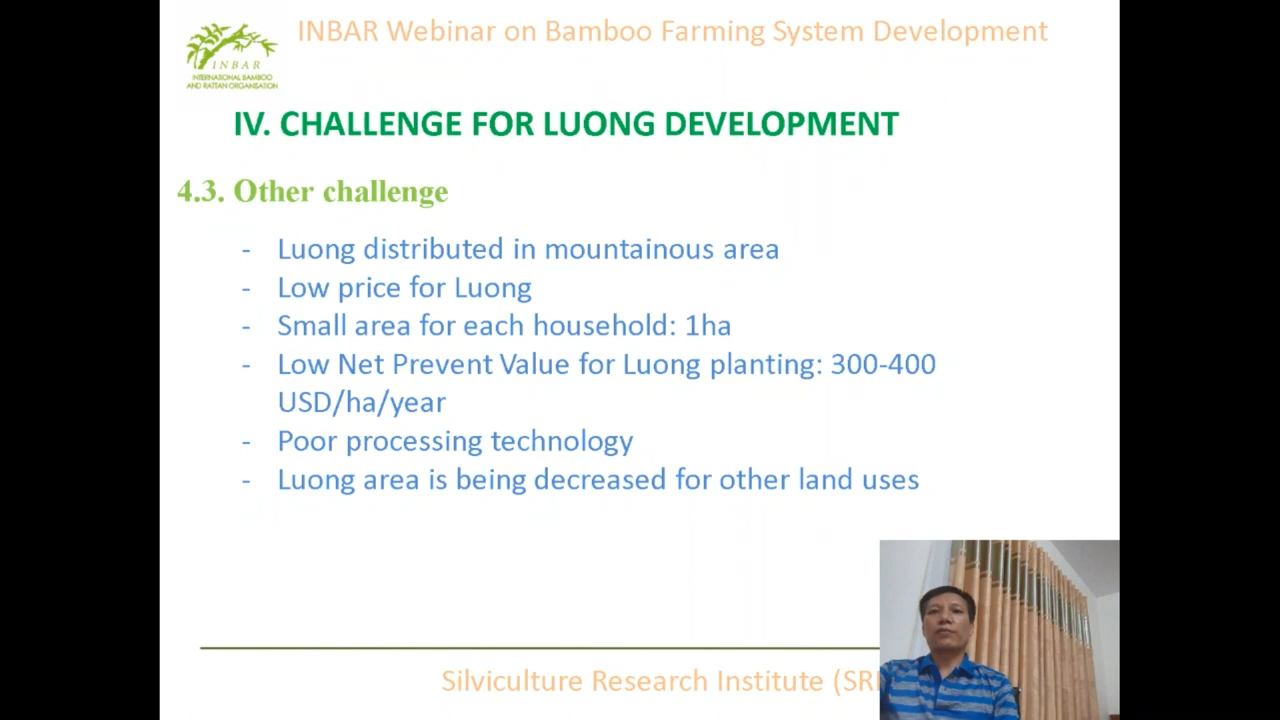 INBAR Webinar on Bamboo Farming System Development
INBAR
INTERNATIONAL BAMBOO
AND RATTAN ORGANISATION
IV. CHALLENGE FOR LUONG DEVELOPMENT
4.3. Other challenge
- Luong distributed in mountainous area
- Low price for Luong
- Small area for each household: 1ha
- Low Net Prevent Value for Luong planting: 300-400
USD/ha/year
- Poor processing technology
- Luong area is being decreased for other land uses
Silviculture Research Institute